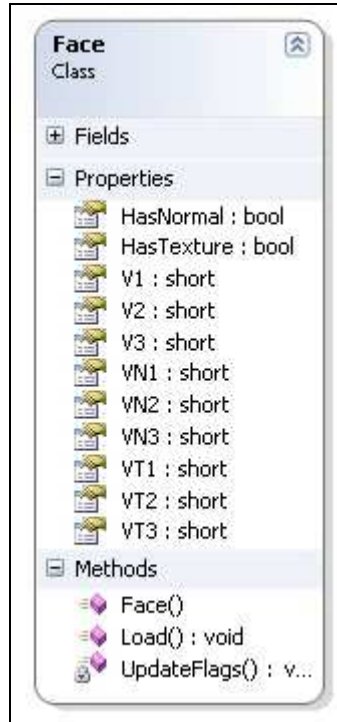 Face
Class
Fields
Properties
HasNormal : bool
HasTexture : bool
V1 : short
V2 : short
V3 : short
VN1 : short
VN2 : short
VN3 : short
VT1 : short
VT2 : short
VT3 : short
Methods
Face()
Load() : void
UpdateFlags() : v...